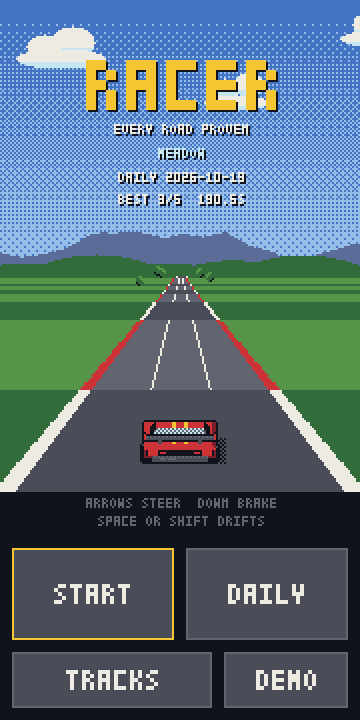 RACER
EVERY ROAD PROVEN
MEADOW
DAILY 2026-10-19
BEST 3/5 190.6S
ARROWS STEER DOWN BRAKE
SPACE OR SHIFT DRIFTS
START
DAILY
TRACKS
DEMO